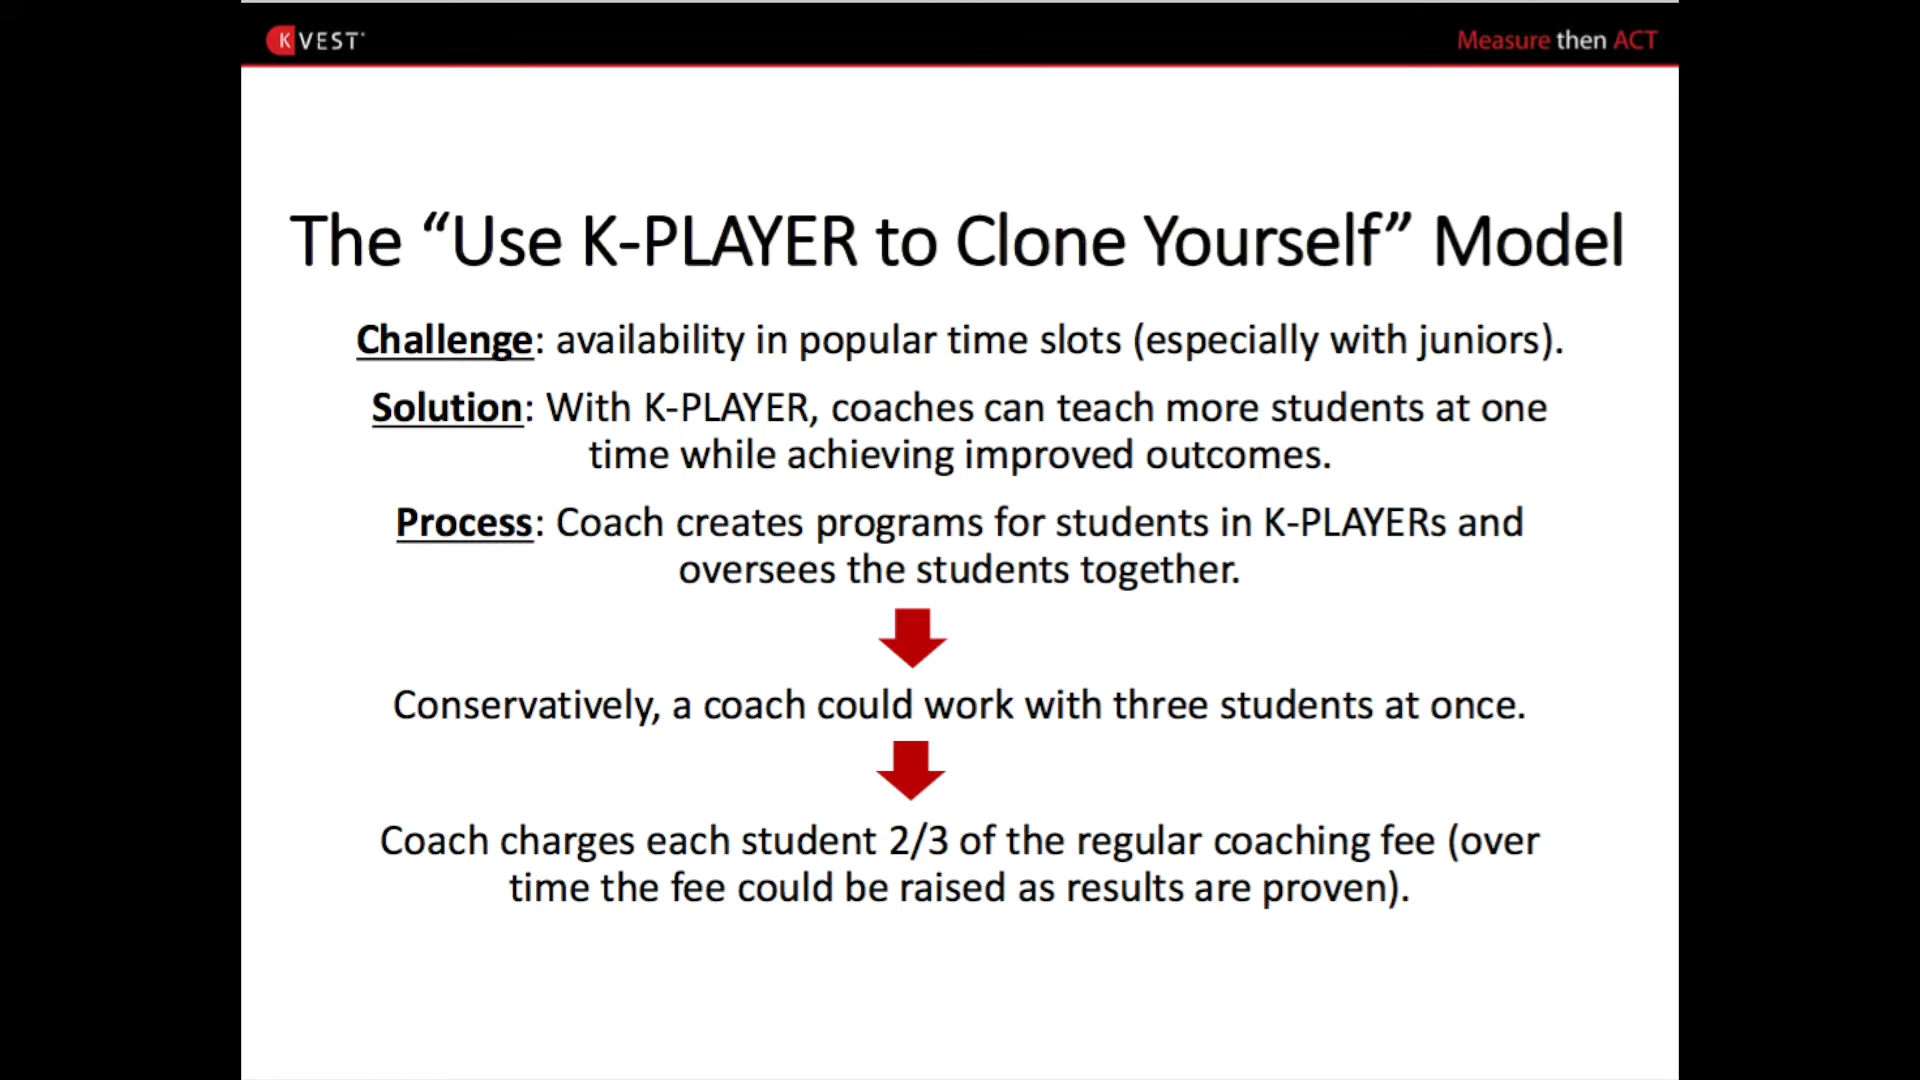 KVEST
Measure then ACT
The “Use K-PLAYER to Clone Yourself” Model
Challenge: availability in popular time slots (especially with juniors).
Solution: With K-PLAYER, coaches can teach more students at one
time while achieving improved outcomes.
Process: Coach creates programs for students in K-PLAYERs and
oversees the students together.
Conservatively, a coach could work with three students at once.
Coach charges each student 2/3 of the regular coaching fee (over
time the fee could be raised as results are proven).